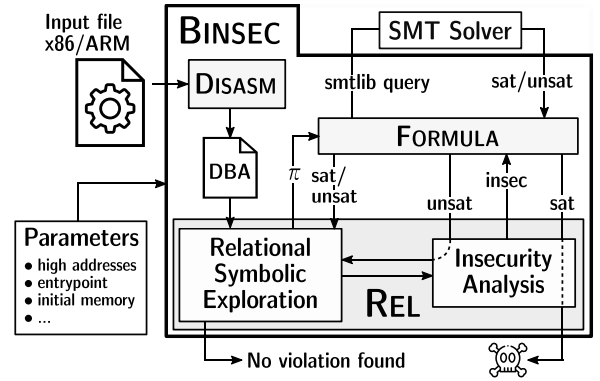 Input file
x86/ARM
BINSEC
SMT Solver
DISASM
smtlib query
sat/unsat
FORMULA
DBA
π
sat/
unsat
unsat
insec
sat
Parameters
• high addresses
• entrypoint
• initial memory
• ...
Relational
Symbolic
Exploration
Insecurity
Analysis
REL
No violation found